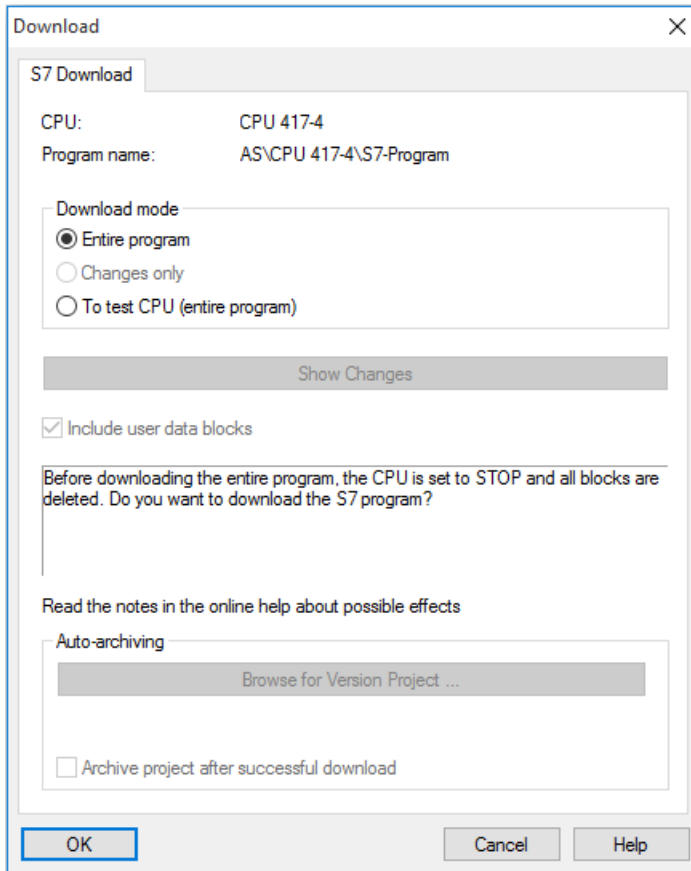 Download
S7 Download
CPU: CPU 417-4
Program name: AS\CPU 417-4\S7-Program
Download mode
Entire program
Changes only
To test CPU (entire program)
Show Changes
Include user data blocks
Before downloading the entire program, the CPU is set to STOP and all blocks are
deleted. Do you want to download the S7 program?
Read the notes in the online help about possible effects
Auto-archiving
Browse for Version Project ...
Archive project after successful download
OK Cancel Help